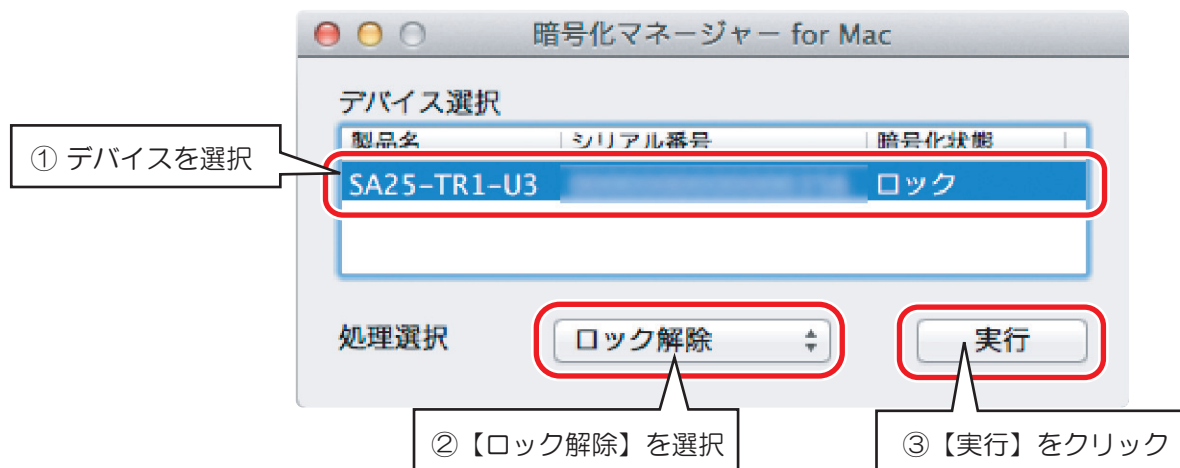 暗号化マネージャー for Mac
デバイス選択
製品名 シリアル番号 暗号化状態
① デバイスを選択
SA25-TR1-U3 ロック
処理選択 ロック解除 実行
②【ロック解除】を選択 ③【実行】をクリック